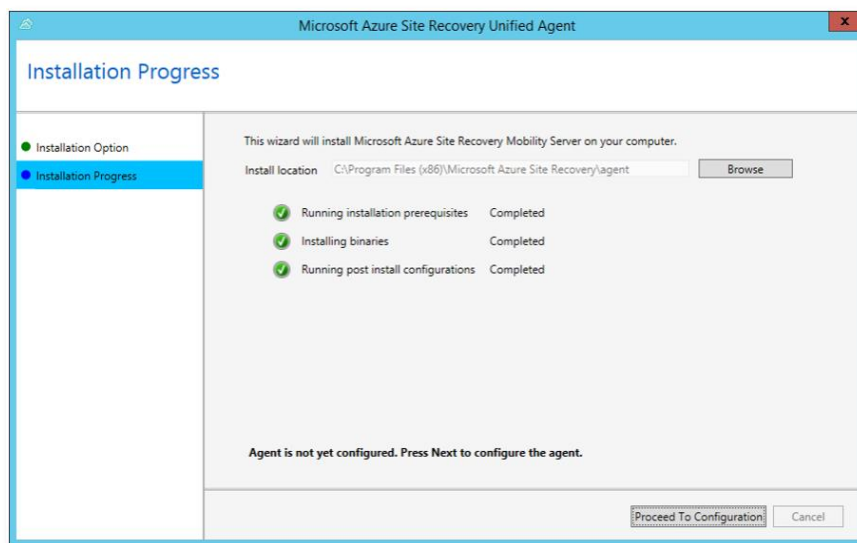 Microsoft Azure Site Recovery Unified Agent
x
Installation Progress
Installation Option
Installation Progress
This wizard will install Microsoft Azure Site Recovery Mobility Server on your computer.
Install location C:\Program Files (x86)\Microsoft Azure Site Recovery\agent Browse
Running installation prerequisites Completed
Installing binaries Completed
Running post install configurations Completed
Agent is not yet configured. Press Next to configure the agent.
Proceed To Configuration Cancel